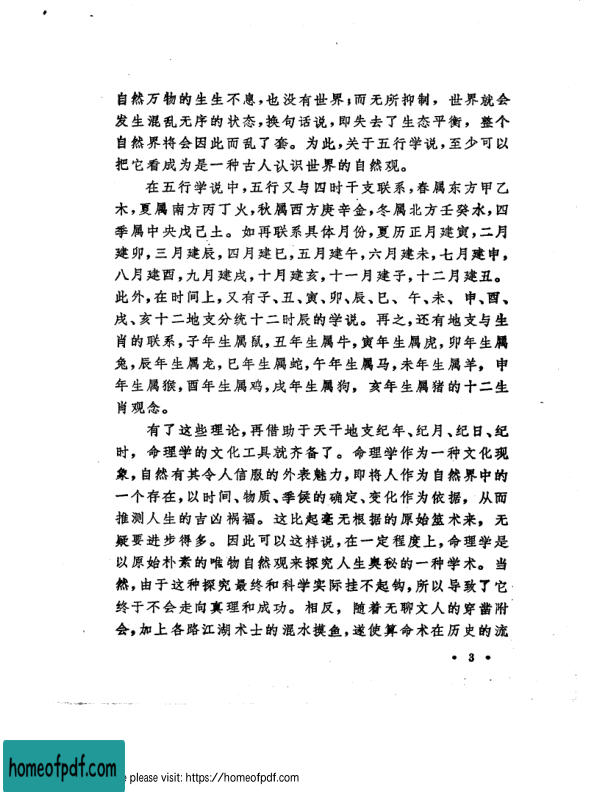 自然万物的生生不息，也没有世界；而无所抑制，世界就会
发生混乱无序的状态，换句话说，即失去了生态平衡，整个
自然界将会因此而乱了套。为此，关于五行学说，至少可以
把它看成为是一种古人认识世界的自然观。
在五行学说中，五行又与四时干支联系，春属东方甲乙
木，夏属南方丙丁火，秋属西方庚辛金，冬属北方壬癸水，四
季属中央戊己土。如再联系具体月份，夏历正月建寅，二月
建卯，三月建辰，四月建巳，五月建午，六月建未，七月建申，
八月建酉，九月建戌，十月建亥，十一月建子，十二月建丑。
此外，在时间上，又有子、丑、寅、卯、辰、巳、午、未、申、酉、
戌、亥十二地支分统十二时辰的学说。再之，还有地支与生
肖的联系，子年生属鼠，丑年生属牛，寅年生属虎，卯年生属
兔，辰年生属龙，巳年生属蛇，午年生属马，未年生属羊，申
年生属猴，酉年生属鸡，戌年生属狗，亥年生属猪的十二生
肖观念。
有了这些理论，再借助于天干地支纪年、纪月、纪日、纪
时，命理学的文化工具就齐备了。命理学作为一种文化现
象，自然有其令人信服的外表魅力，即将人作为自然界中的
一个存在，以时间、物质、季侯的确定、变化作为依据，从而
推测人生的吉凶祸福。这比起毫无根据的原始筮术来，无
疑要进步得多。因此可以这样说，在一定程度上，命理学是
以原始朴素的唯物自然观来探究人生奥秘的一种学术。当
然，由于这种探究最终和科学实际挂不起钩，所以导致了它
终于不会走向真理和成功。相反，随着无聊文人的穿凿附
会，加上各路江湖术士的混水摸鱼，遂使算命术在历史的流
• 3 •
homeofpdf.com
e please visit: https://homeofpdf.com